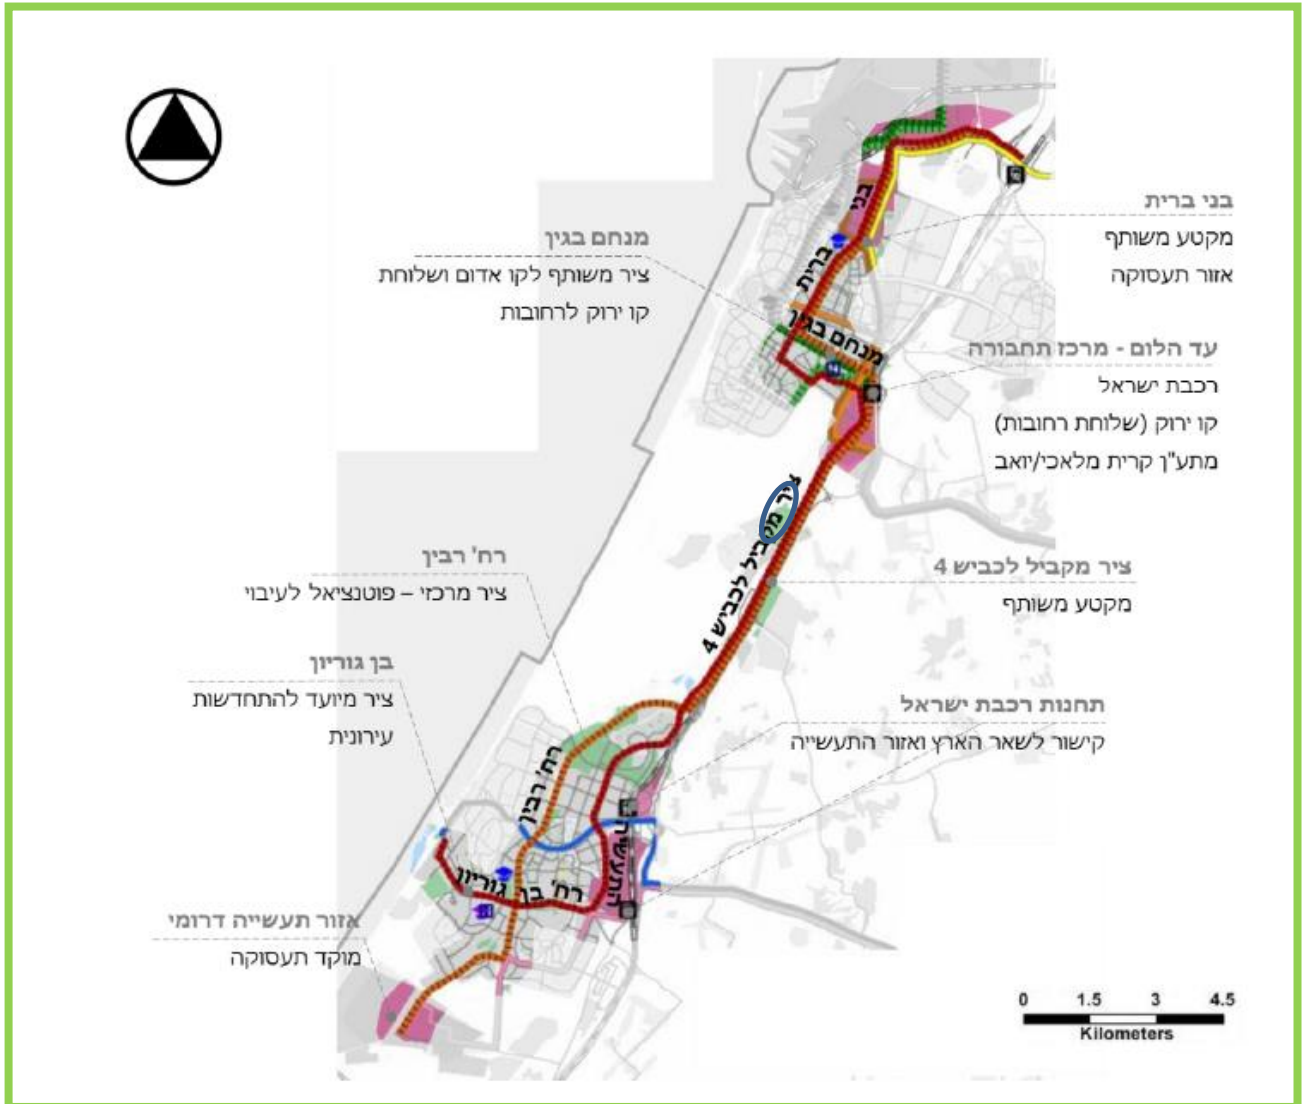 בני ברית
מקטע משותף
אזור תעסוקה
מנחם בגין
ציר משותף לקו אדום ושלוחת
קו ירוק לרחובות
בני
ברית
מנחם בגין
עד הלום - מרכז תחבורה
רכבת ישראל
קו ירוק (שלוחת רחובות)
מתע"ן קרית מלאכי/יואב
ציר מקביל לכביש 4
רח' רבין
ציר מרכזי – פוטנציאל לעיבוי
ציר מקביל לכביש 4
מקטע משותף
בן גוריון
ציר מיועד להתחדשות
עירונית
תחנות רכבת ישראל
קישור לשאר הארץ ואזור התעשייה
רח' רבין
התעשייה
רח' בן גוריון
אזור תעשייה דרומי
מוקד תעסוקה
0 1.5 3 4.5
Kilometers